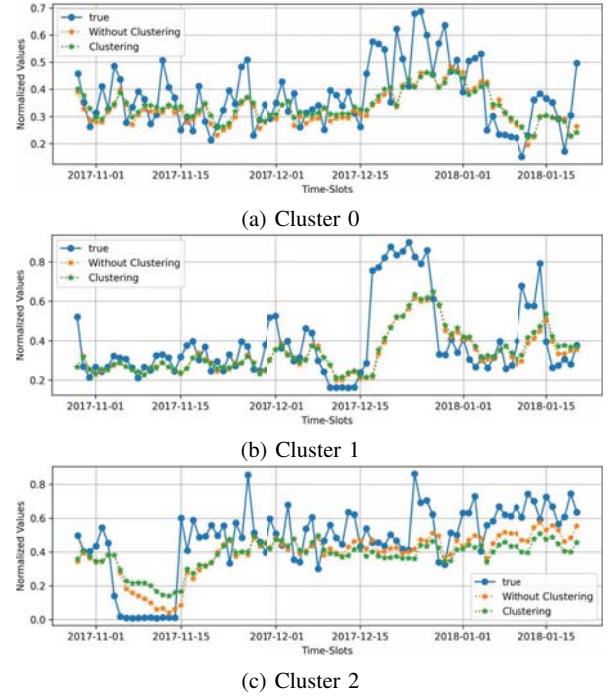 0.7
0.6
0.5
0.4
0.3
0.2
Normalized Values
true
Without Clustering
Clustering
2017-11-01 2017-11-15 2017-12-01 2017-12-15 2018-01-01 2018-01-15
Time-Slots
(a) Cluster 0
0.8
0.6
0.4
0.2
Normalized Values
true
Without Clustering
Clustering
2017-11-01 2017-11-15 2017-12-01 2017-12-15 2018-01-01 2018-01-15
Time-Slots
(b) Cluster 1
0.8
0.6
0.4
0.2
0.0
Normalized Values
true
Without Clustering
Clustering
2017-11-01 2017-11-15 2017-12-01 2017-12-15 2018-01-01 2018-01-15
Time-Slots
(c) Cluster 2